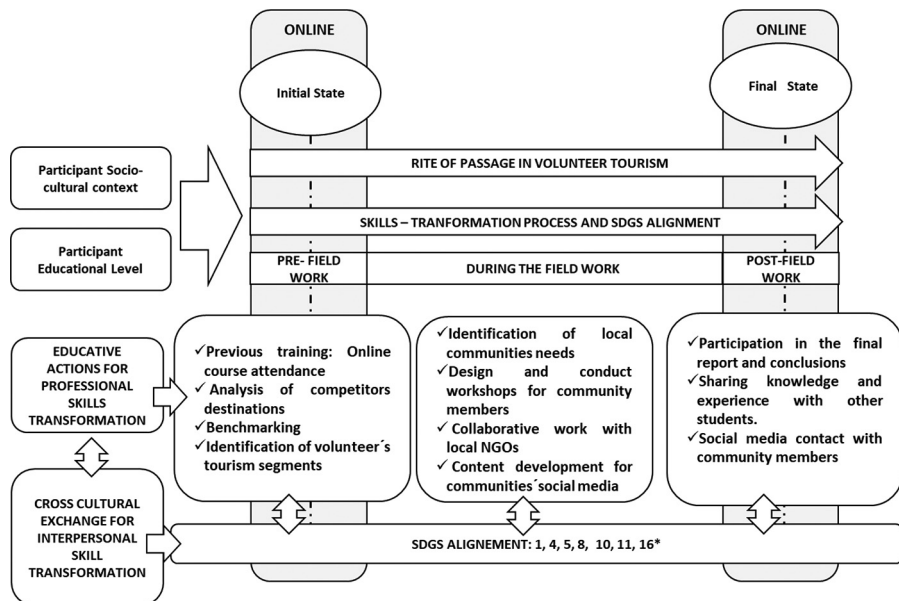 ONLINE
ONLINE
Initial State
Final State
Participant Socio-
cultural context
Participant
Educational Level
RITE OF PASSAGE IN VOLUNTEER TOURISM
SKILLS – TRANFORMATION PROCESS AND SDGS ALIGNMENT
PRE- FIELD
WORK
DURING THE FIELD WORK
POST-FIELD
WORK
EDUCATIVE
ACTIONS FOR
PROFESSIONAL
SKILLS
TRANSFORMATION
✓Previous training: Online
course attendance
✓ Analysis of competitors
destinations
✓Benchmarking
✓Identification of volunteer´s
tourism segments
✓Identification of local
communities needs
✓Design and conduct
workshops for community
members
✓Collaborative work with
local NGOs
✓Content development for
communities´social media
✓Participation in the final
report and conclusions
✓Sharing knowledge and
experience with other
students.
✓Social media contact with
community members
CROSS CULTURAL
EXCHANGE FOR
INTERPERSONAL
SKILL
TRANSFORMATION
SDGS ALIGNEMENT: 1, 4, 5, 8, 10, 11, 16*